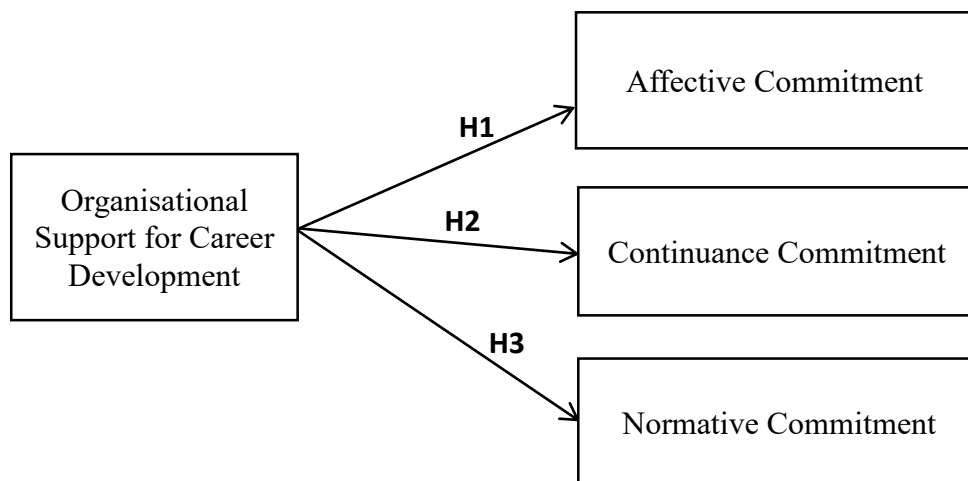 Organisational
Support for Career
Development
H1
H2
H3
Affective Commitment
Continuance Commitment
Normative Commitment